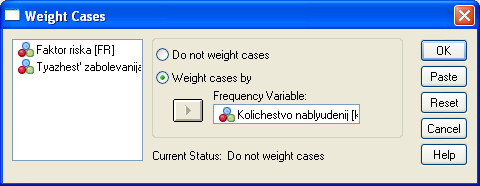 Weight Cases
Faktor riska [FR]
Tyazhest' zabolevanija
Do not weight cases
Weight cases by
Frequency Variable:
Kolichestvo nablyudenij [k
Current Status: Do not weight cases
OK
Paste
Reset
Cancel
Help